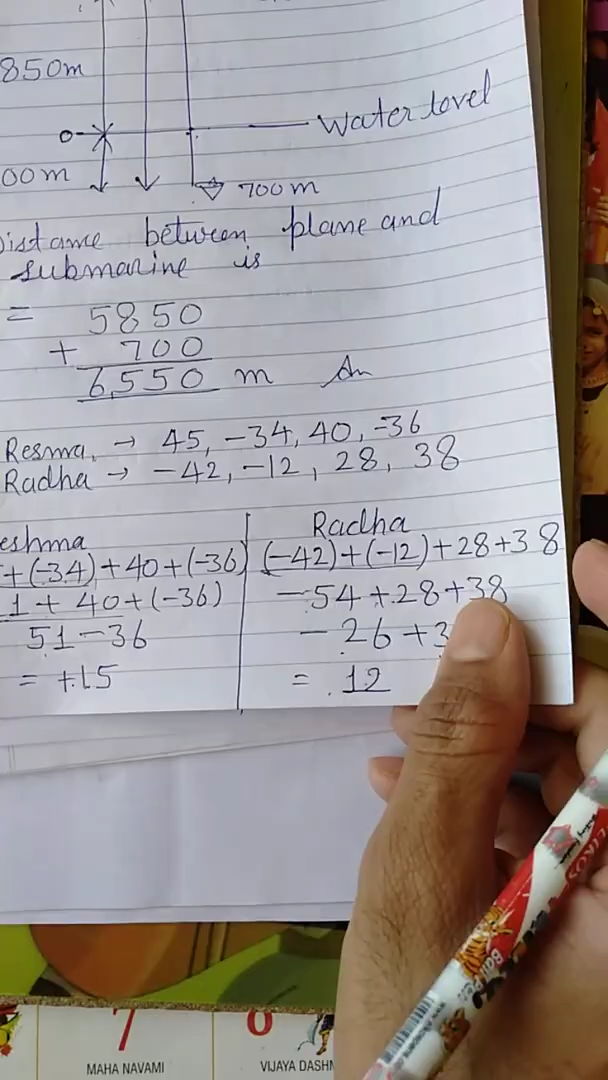 850m
0
Water level
00m
700m
Distance between plane and
submarine is
= 5850
+ 700
6,550 m An
Resma, → 45, -34, 40, -36
Radha → -42, -12, 28, 38
eshma
+(-34)+40+(-36)
1+ 40+(-36)
51-36
= +15
Radha
(-42)+(-12)+28+38
-54+28+38
-26+3
= 12
7
MAHA NAVAMI
VIJAYA DASHM